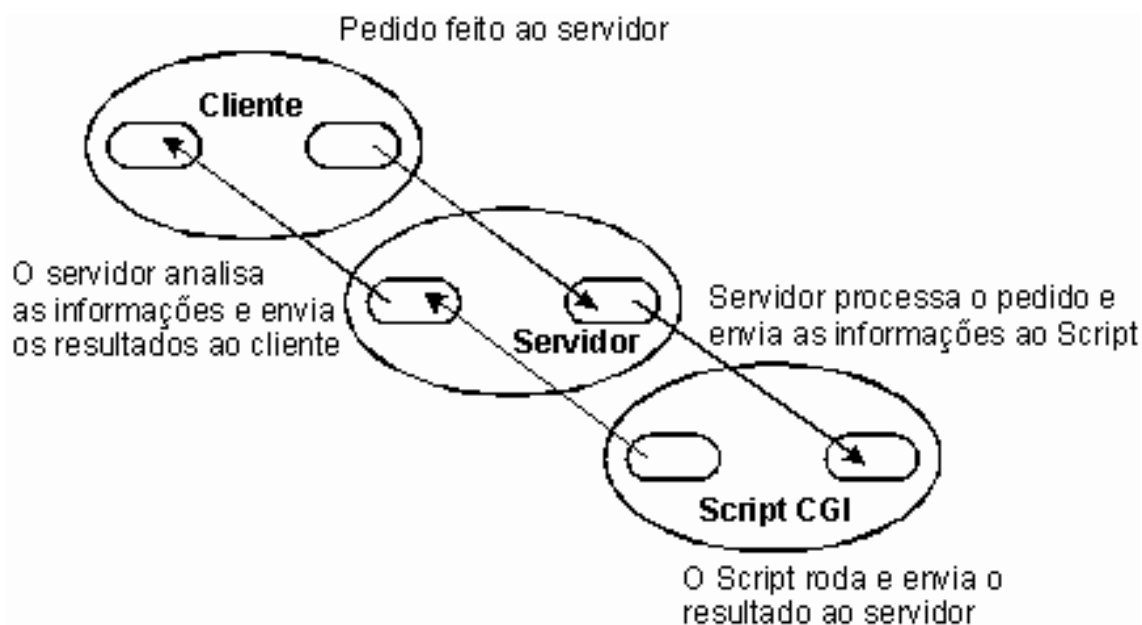 Pedido feito ao servidor
Cliente
O servidor analisa
as informações e envia
os resultados ao cliente
Servidor
Servidor processa o pedido e
envia as informações ao Script
Script CGI
O Script roda e envia o
resultado ao servidor